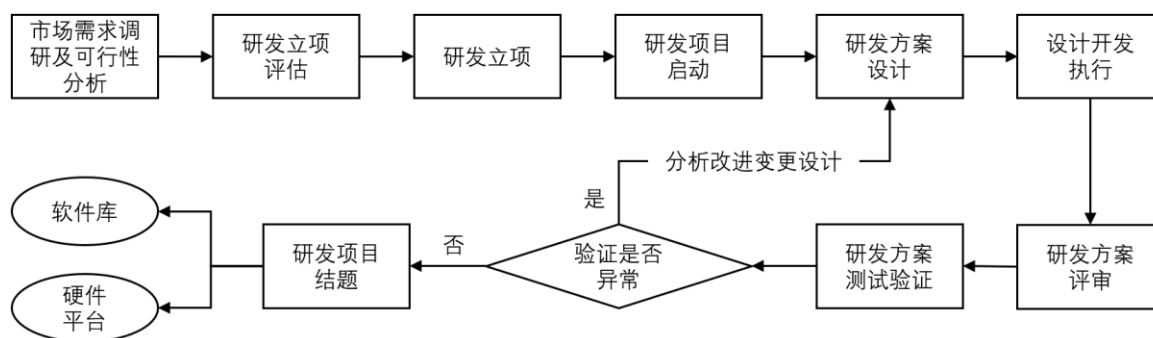 市场需求调
研及可行性
分析
研发立项
评估
研发立项
研发项目
启动
研发方案
设计
设计开发
执行
分析改进变更设计
是
软件库
否
研发项目
结题
验证是否
异常
研发方案
测试验证
研发方案
评审
硬件
平台